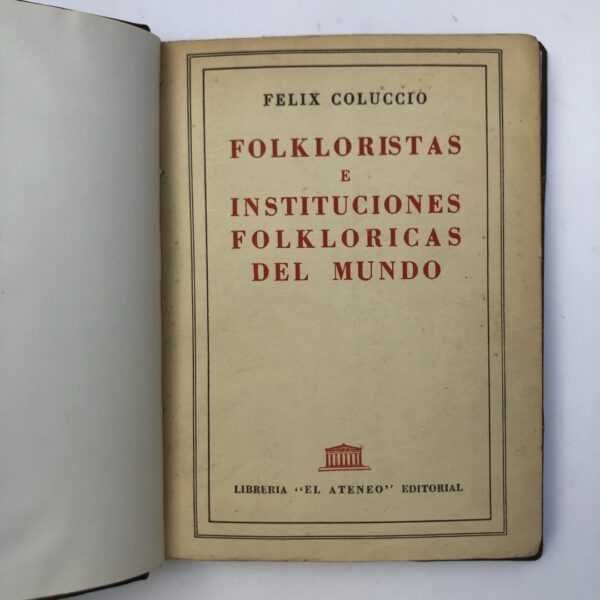 FELIX COLUCCIO
FOLKLORISTAS
E
INSTITUCIONES
FOLKLORICAS
DEL MUNDO
LIBRERIA "EL ATENEO" EDITORIAL